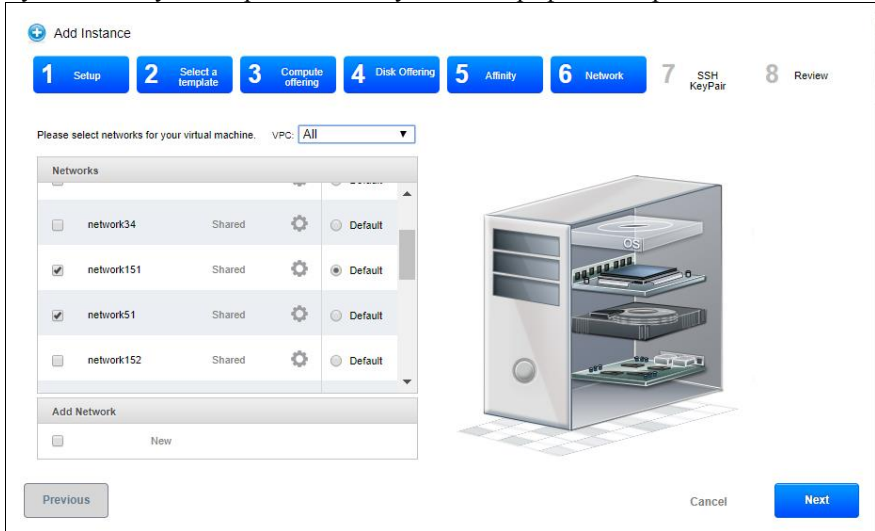 Add Instance
1 Setup
2 Select a template
3 Compute offering
4 Disk Offering
5 Affinity
6 Network
7 SSH KeyPair
8 Review
Please select networks for your virtual machine. VPC: All
Networks
network34 Shared Default
network151 Shared Default
network51 Shared Default
network152 Shared Default
Add Network
New
OS
Previous
Cancel
Next